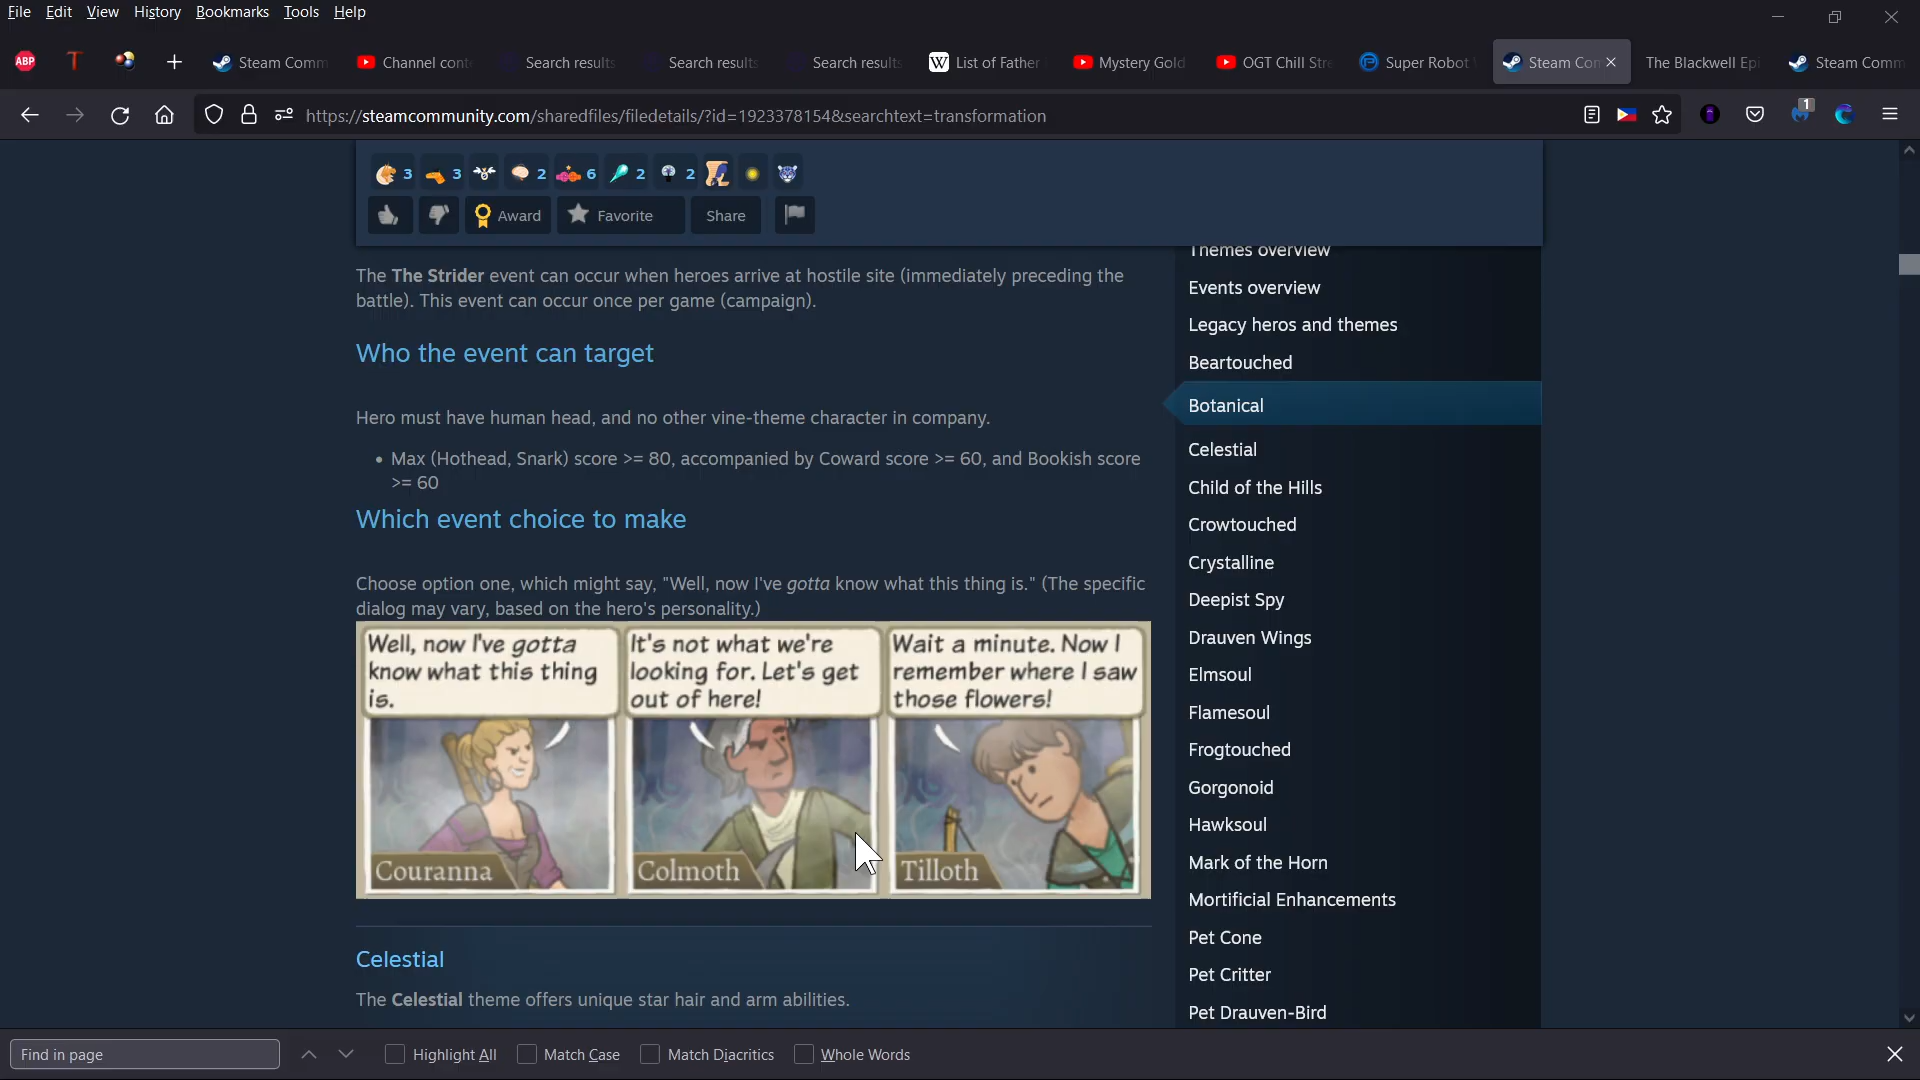 File Edit View History Bookmarks Tools Help
ABP T + Steam Comm Channel cont Search results Search results Search results W List of Father Mystery Gold OGT Chill Stre Super Robot Steam Con The Blackwell Epi Steam Comm
https://steamcommunity.com/sharedfiles/filedetails/?id=1923378154&searchtext=transformation
1
3 3 2 6 2 2
Award Favorite Share
The The Strider event can occur when heroes arrive at hostile site (immediately preceding the
battle). This event can occur once per game (campaign).
Who the event can target
Hero must have human head, and no other vine-theme character in company.
• Max (Hothead, Snark) score >= 80, accompanied by Coward score >= 60, and Bookish score
>= 60
Which event choice to make
Choose option one, which might say, "Well, now I've gotta know what this thing is." (The specific
dialog may vary, based on the hero's personality.)
Well, now I've gotta
know what this thing
is.
Couranna
It's not what we're
looking for. Let's get
out of here!
Colmoth
Wait a minute. Now I
remember where I saw
those flowers!
Tilloth
Celestial
The Celestial theme offers unique star hair and arm abilities.
Themes overview
Events overview
Legacy heros and themes
Beartouched
Botanical
Celestial
Child of the Hills
Crowtouched
Crystalline
Deepist Spy
Drauven Wings
Elmsoul
Flamesoul
Frogtouched
Gorgonoid
Hawksoul
Mark of the Horn
Mortificial Enhancements
Pet Cone
Pet Critter
Pet Drauven-Bird
Find in page Highlight All Match Case Match Diacritics Whole Words